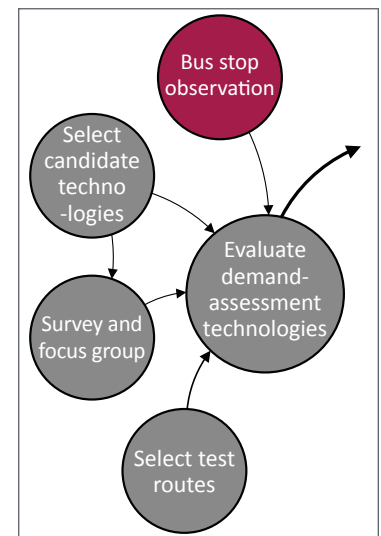 Bus stop
observation
Select
candidate
techno
-logies
Evaluate
demand-
assessment
technologies
Survey and
focus group
Select test
routes